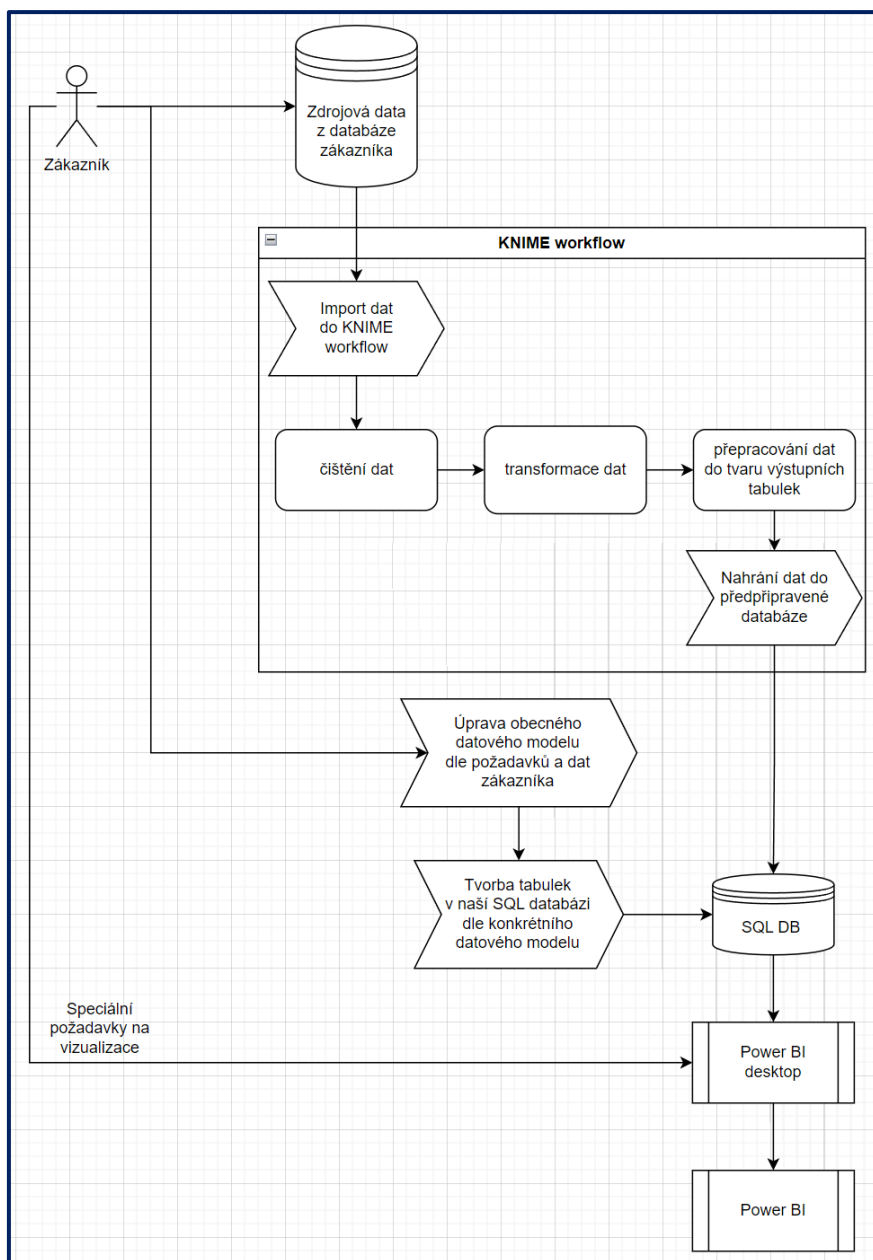 Zdrojová data
z databáze
zákazníka
Zákazník
KNIME workflow
Import dat
do KNIME
workflow
čištění dat
transformace dat
přepracování dat
do tvaru výstupních
tabulek
Nahrání dat do
předpřipravené
databáze
Úprava obecného
datového modelu
dle požadavků a dat
zákazníka
Tvorba tabulek
v naší SQL databázi
dle konkrétního
datového modelu
SQL DB
Speciální
požadavky na
vizualizace
Power BI
desktop
Power BI